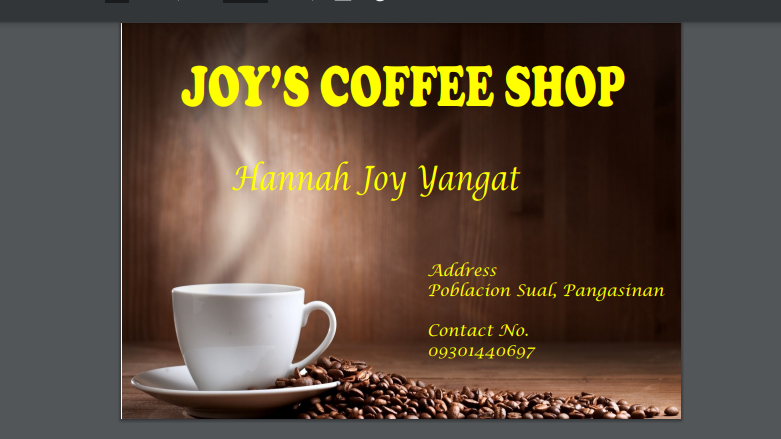 JOY'S COFFEE SHOP
Hannah Joy Yangat
Address
Poblacion Sual, Pangasinan
Contact No.
09301440697